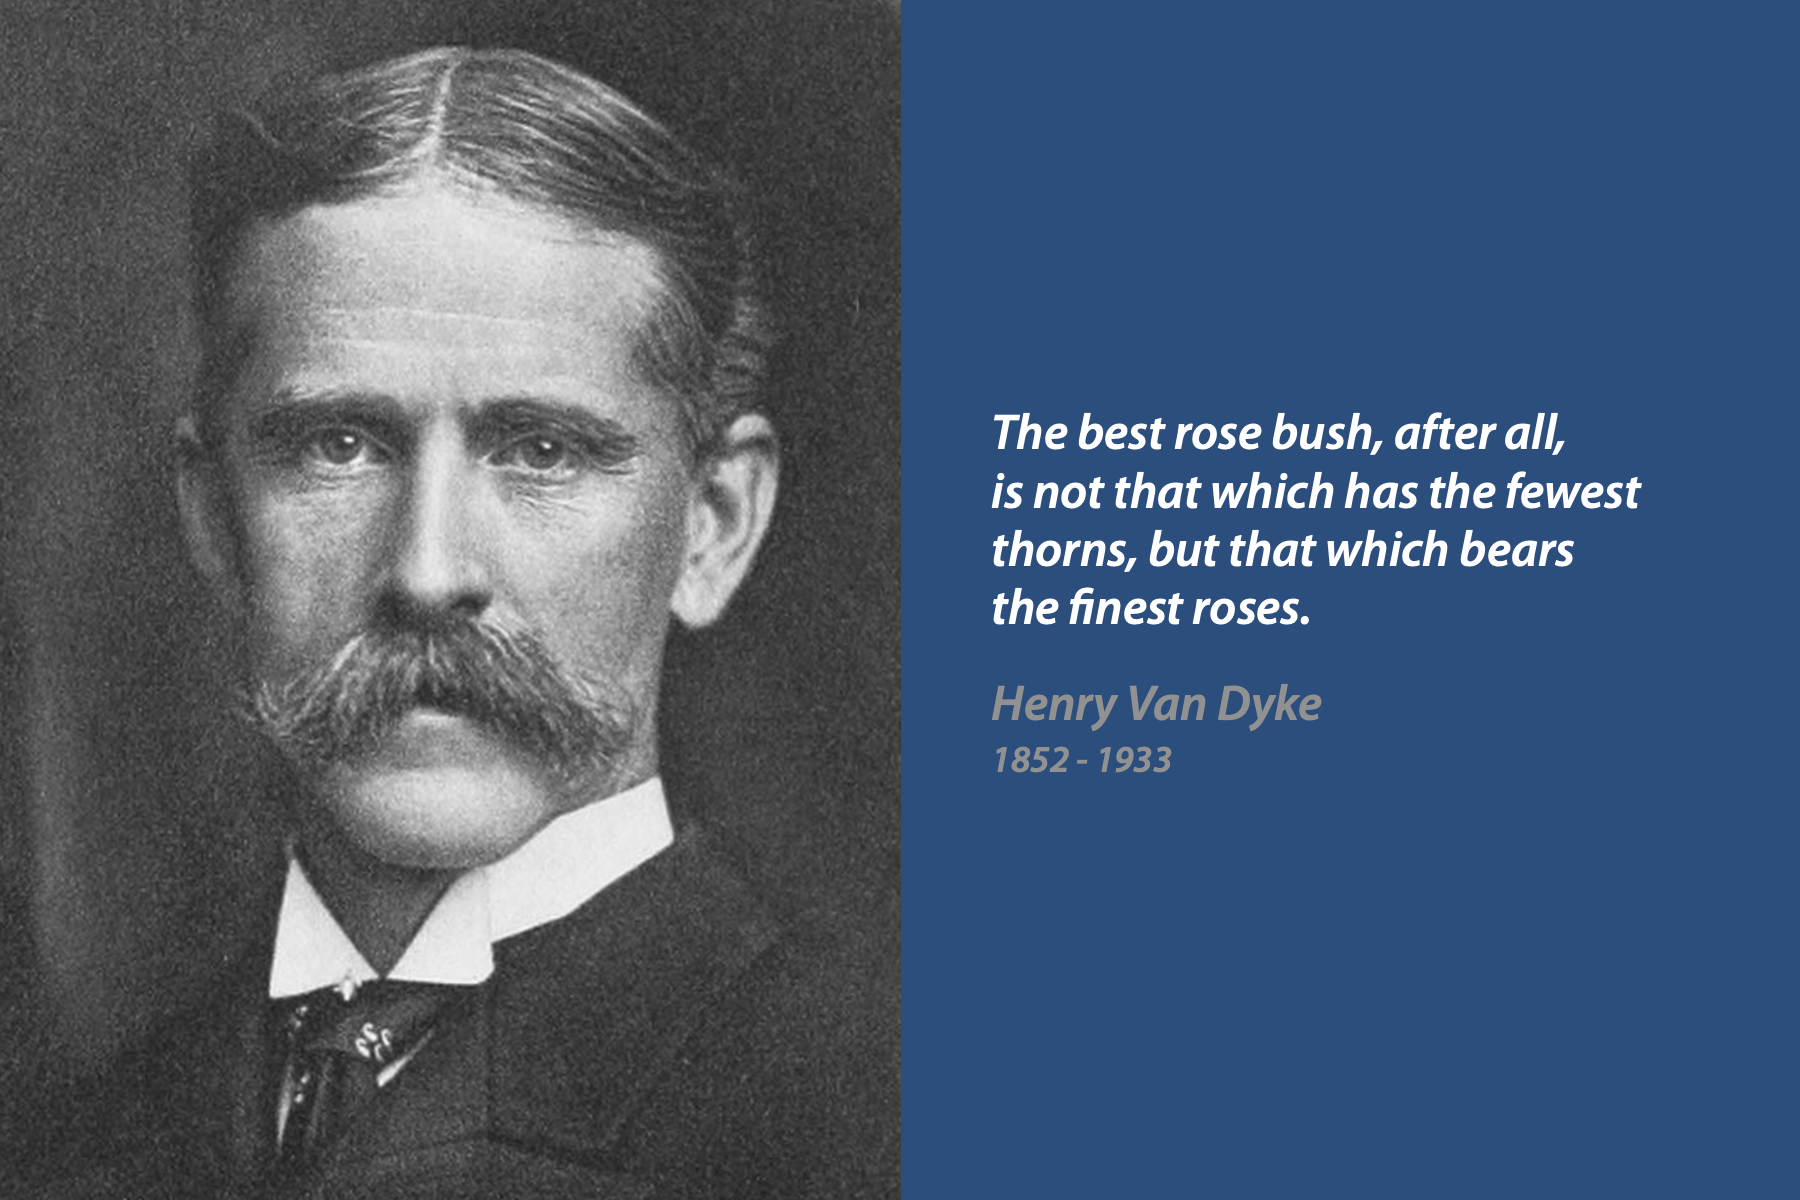 The best rose bush, after all,
is not that which has the fewest
thorns, but that which bears
the finest roses.
Henry Van Dyke
1852 - 1933